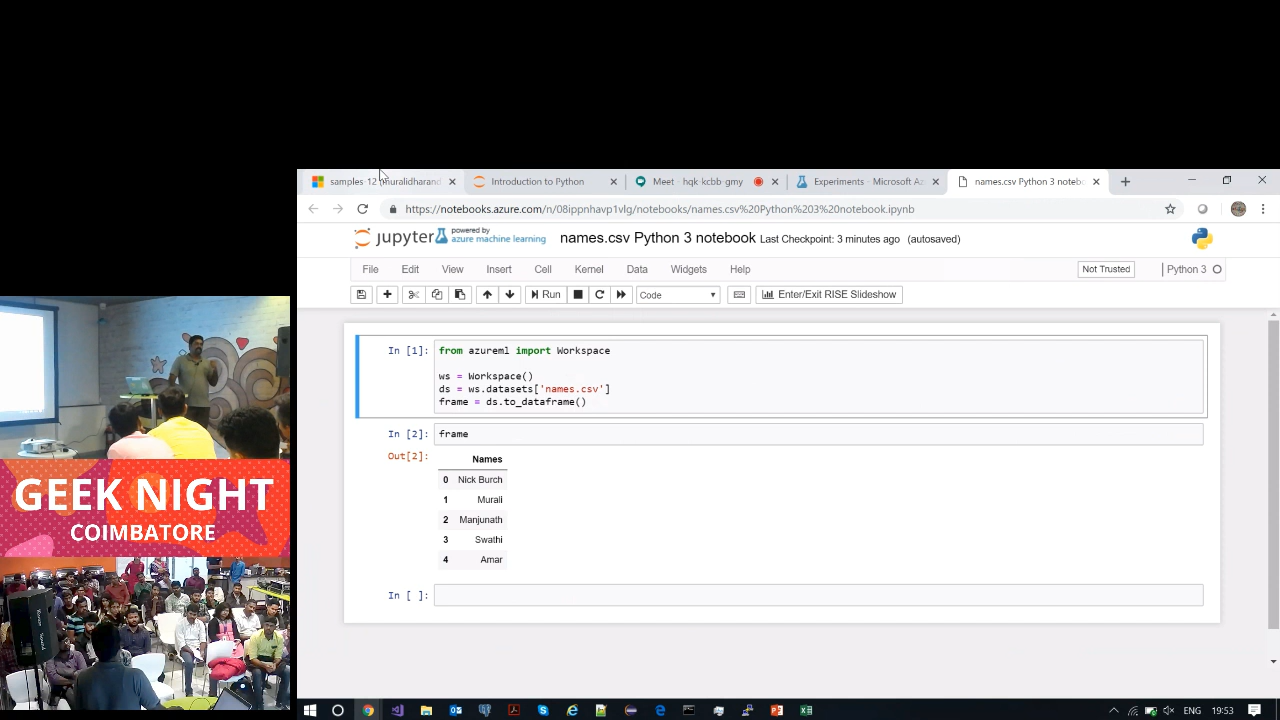 samples-12 (muralidharand
Introduction to Python
Meet - hqk-kcbb-gmy
Experiments - Microsoft Az
names.csv Python 3 noteb
https://notebooks.azure.com/n/08ippnhavp1vlg/notebooks/names.csv%20Python%203%20notebook.ipynb
jupyter
powered by
azure machine learning
names.csv Python 3 notebook Last Checkpoint: 3 minutes ago (autosaved)
File Edit View Insert Cell Kernel Data Widgets Help
Not Trusted
Python 3
Run
Code
Enter/Exit RISE Slideshow
In [1]: from azureml import Workspace
ws = Workspace()
ds = ws.datasets['names.csv']
frame = ds.to_dataframe()
In [2]: frame
Out[2]: Names
0 Nick Burch
1 Murali
2 Manjunath
3 Swathi
4 Amar
In [ ]:
GEEK NIGHT
COIMBATORE
ENG 19:53